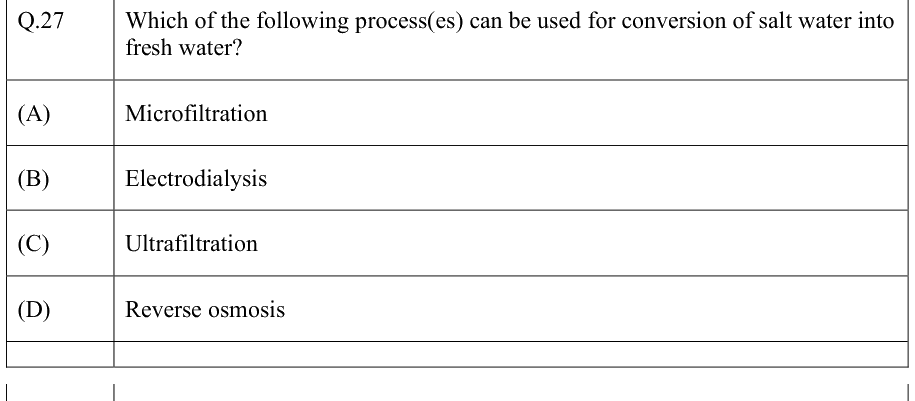 Q.27 Which of the following process(es) can be used for conversion of salt water into
fresh water?
(A) Microfiltration
(B) Electrodialysis
(C) Ultrafiltration
(D) Reverse osmosis